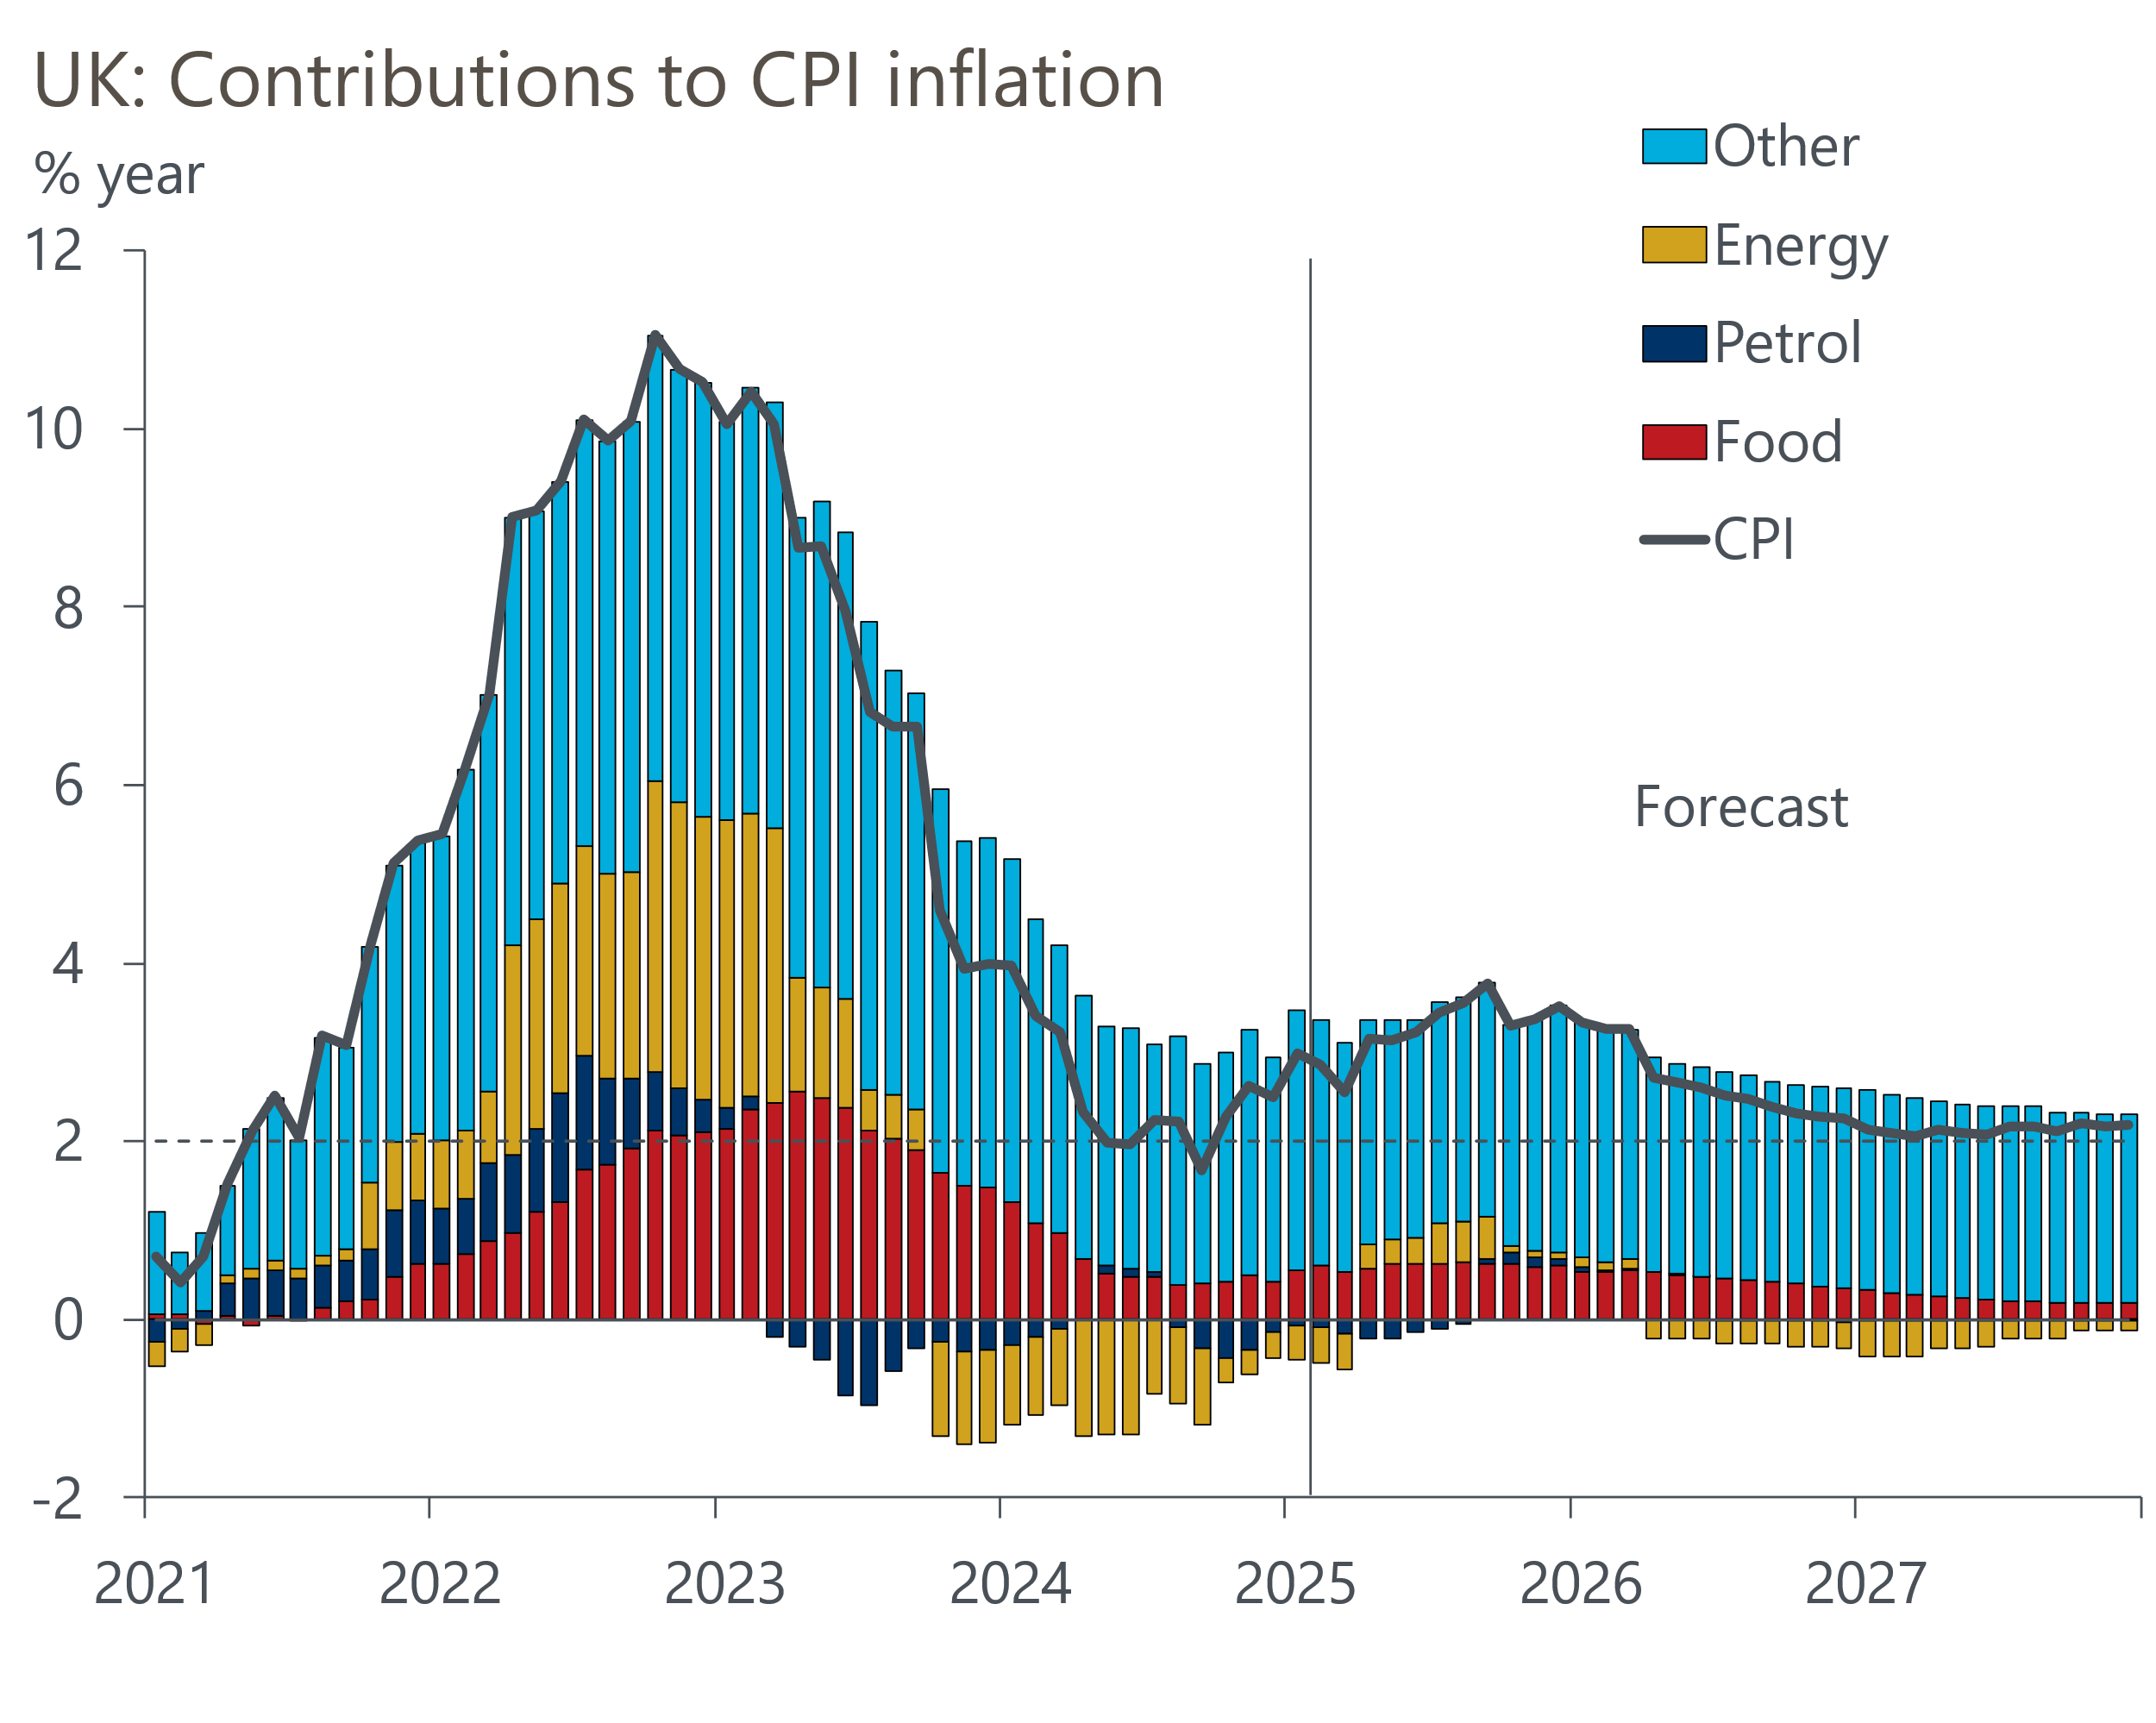 UK: Contributions to CPI inflation
% year
Other
Energy
Petrol
Food
CPI
12
10
8
6
4
2
0
-2
Forecast
2021 2022 2023 2024 2025 2026 2027